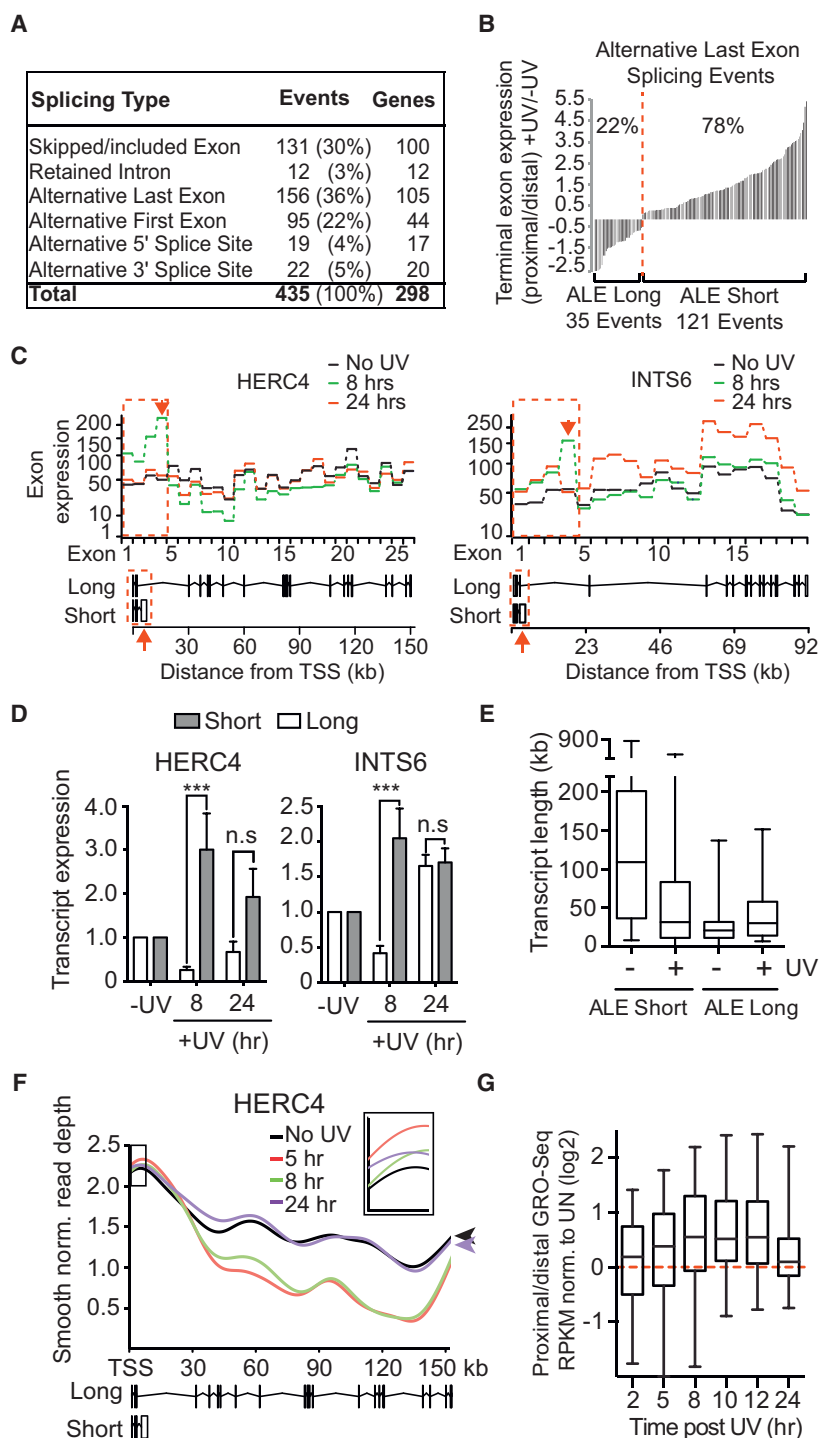 A
Splicing Type Events Genes
Skipped/included Exon 131 (30%) 100
Retained Intron 12 (3%) 12
Alternative Last Exon 156 (36%) 105
Alternative First Exon 95 (22%) 44
Alternative 5' Splice Site 19 (4%) 17
Alternative 3' Splice Site 22 (5%) 20
Total 435 (100%) 298
B
Alternative Last Exon
Splicing Events
Terminal exon expression
(proximal/distal) +UV/-UV
5.5
4.5
3.5
2.5
1.5
-0.5
-1.5
-2.5
22%
78%
ALE Long
35 Events
ALE Short
121 Events
C
HERC4
No UV
8 hrs
24 hrs
Exon
expression
200
150
100
50
10
1
Exon 1 5 10 15 20 25
Long
Short
30 60 90 120 150
Distance from TSS (kb)
INTS6
No UV
8 hrs
24 hrs
250
150
100
50
10
Exon 1 5 10 15 20
Long
Short
23 46 69 92
Distance from TSS (kb)
D
Short Long
HERC4
Transcript expression
4.0
3.0
2.0
1.0
0
***
n.s
-UV 8 24
+UV (hr)
INTS6
2.5
2.0
1.5
1.0
0.5
0
***
n.s
-UV 8 24
+UV (hr)
E
Transcript length (kb)
900
200
150
100
50
0
- + - + UV
ALE Short ALE Long
F
HERC4
No UV
5 hr
8 hr
24 hr
Smooth norm. read depth
2.5
2.0
1.5
1.0
0.5
TSS 30 60 90 120 150 kb
Long
Short
G
Proximal/distal GRO-Seq
RPKM norm. to UN (log2)
2
1
0
-1
2 5 8 10 12 24
Time post UV (hr)